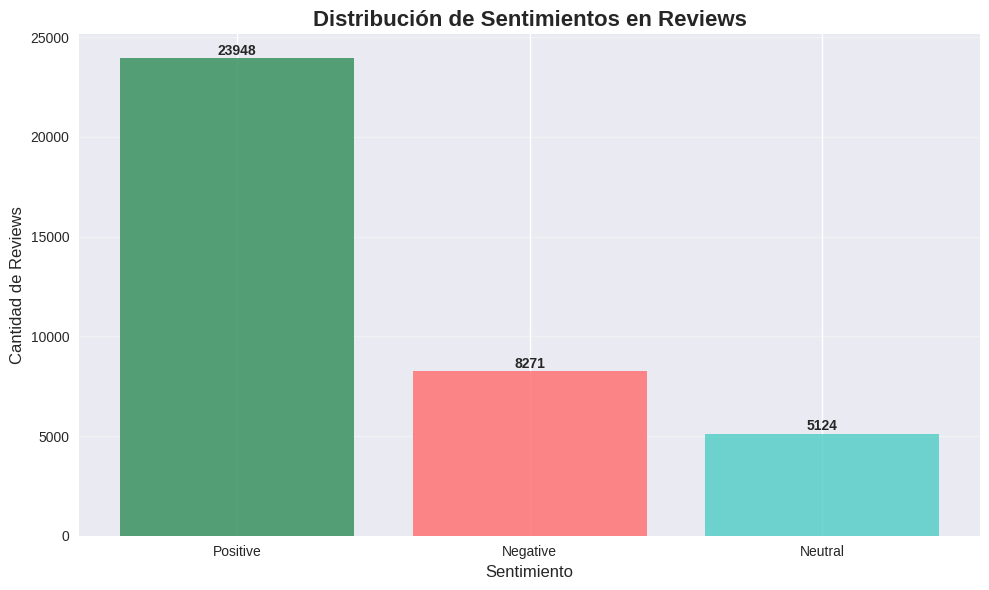 Distribución de Sentimientos en Reviews
25000
23948
20000
15000
10000
8271
5124
5000
0
Cantidad de Reviews
Positive
Negative
Neutral
Sentimiento